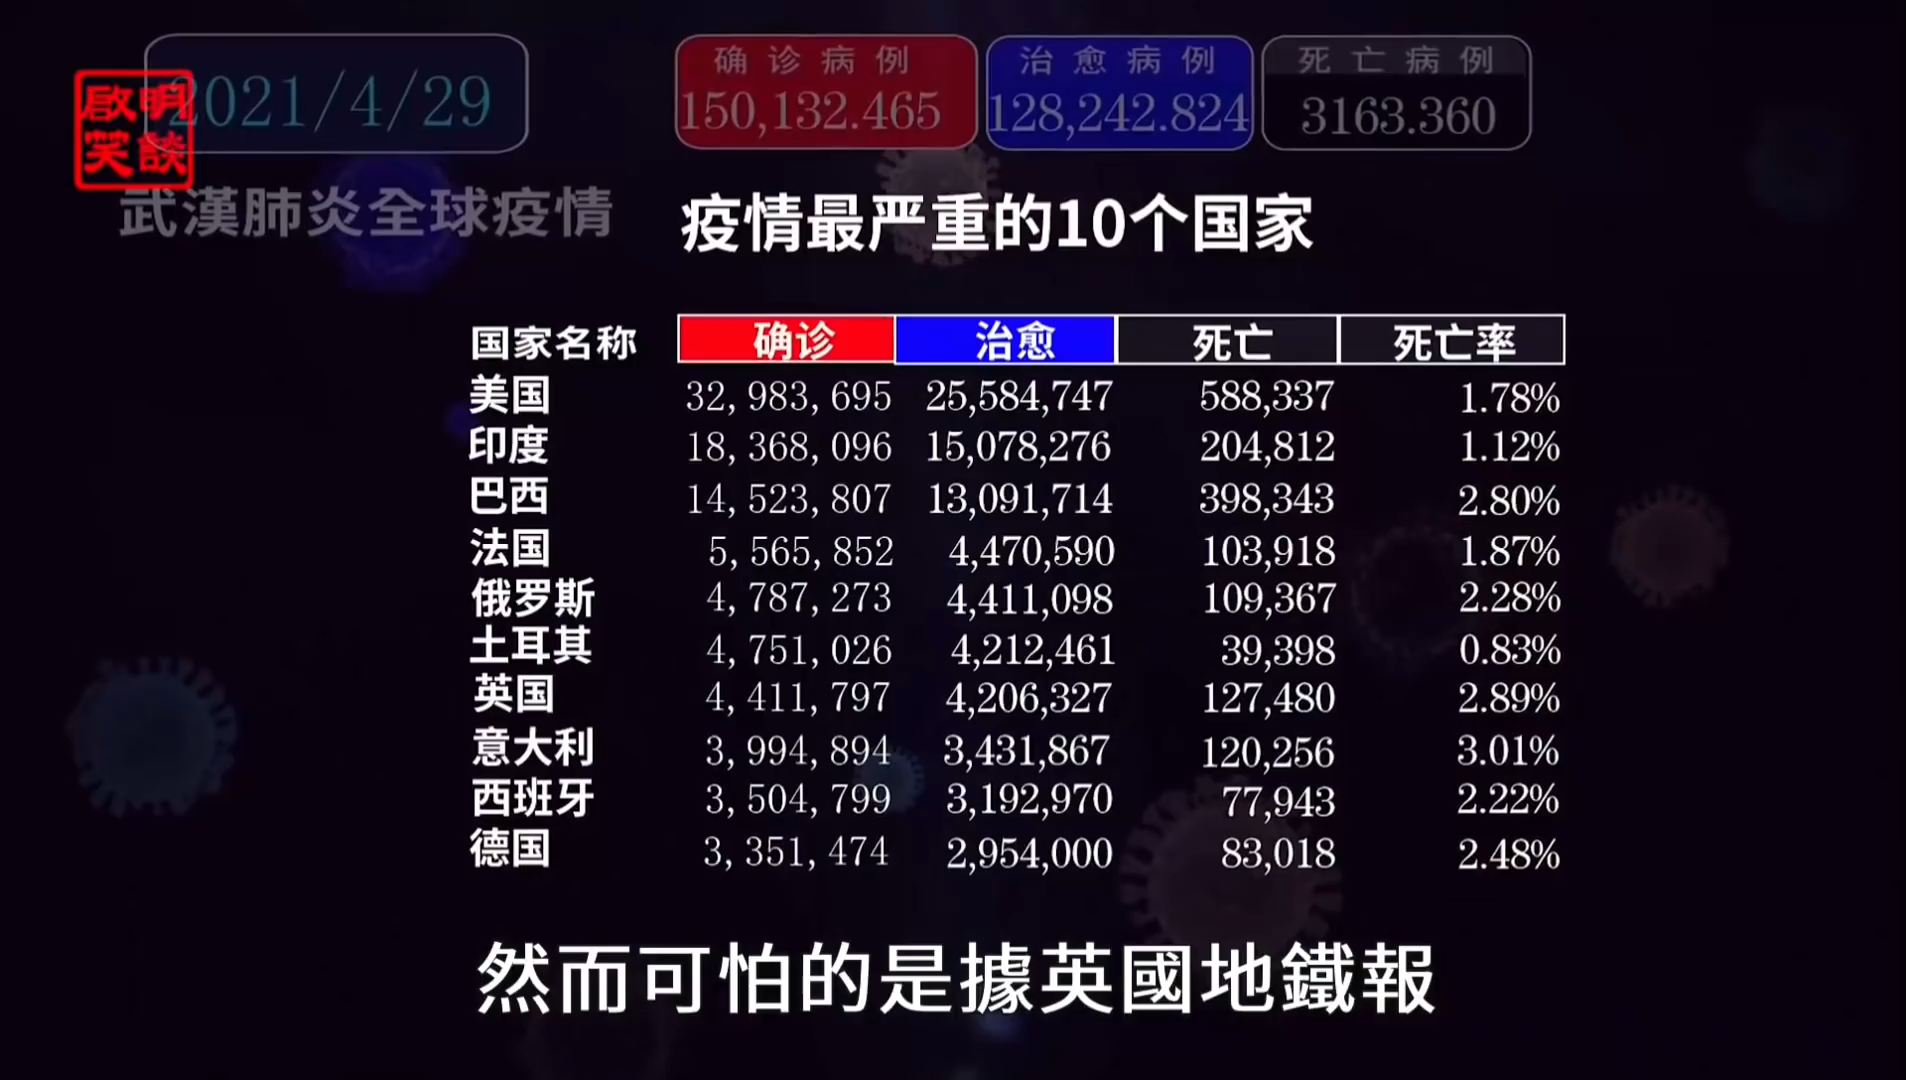 啟明
笑談
2021/4/29
确诊病例
150,132.465
治愈病例
128,242.824
死亡病例
3163.360
武漢肺炎全球疫情
疫情最严重的10个国家
国家名称 确诊 治愈 死亡 死亡率
美国 32,983,695 25,584,747 588,337 1.78%
印度 18,368,096 15,078,276 204,812 1.12%
巴西 14,523,807 13,091,714 398,343 2.80%
法国 5,565,852 4,470,590 103,918 1.87%
俄罗斯 4,787,273 4,411,098 109,367 2.28%
土耳其 4,751,026 4,212,461 39,398 0.83%
英国 4,411,797 4,206,327 127,480 2.89%
意大利 3,994,894 3,431,867 120,256 3.01%
西班牙 3,504,799 3,192,970 77,943 2.22%
德国 3,351,474 2,954,000 83,018 2.48%
然而可怕的是據英國地鐵報